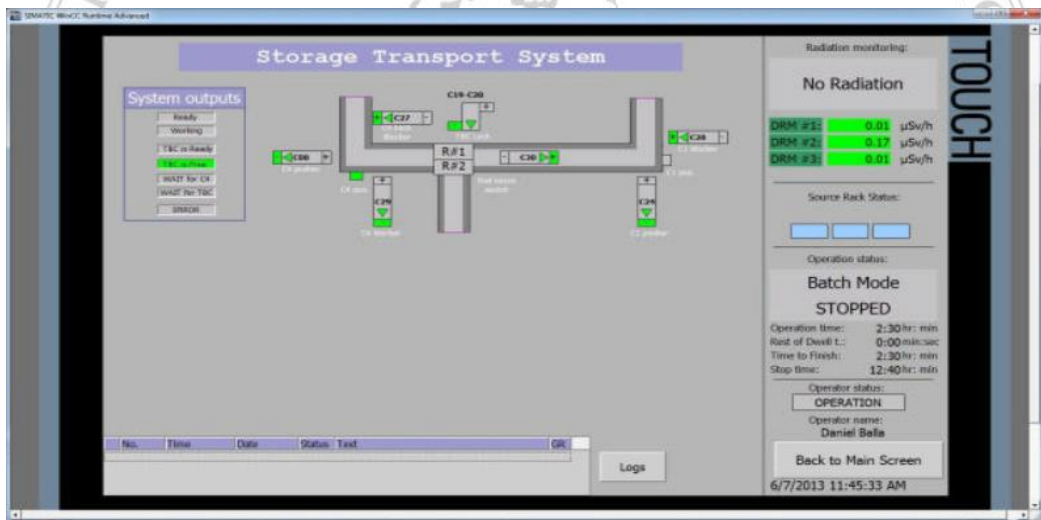 SIMATIC WinCC Runtime Advanced
Storage Transport System
TOUCH
System outputs
Ready
Working
TBC is Ready
TBC is Free
WAIT for C4
WAIT for TBC
ERROR
C19-C20
+
+ C27 -
C28 -
R#1
R#2
- C30 +
+
C29
C24
Radiation monitoring:
No Radiation
DRM #1: 0.01 µSv/h
DRM #2: 0.17 µSv/h
DRM #3: 0.01 µSv/h
Source Rack Status:
Operation status:
Batch Mode
STOPPED
Operation time: 2:30 hr: min
Rest of Dwell t.: 0:00 min:sec
Time to Finish: 2:30 hr: min
Stop time: 12:40 hr: min
Operator status:
OPERATION
Operator name:
Daniel Balla
Back to Main Screen
6/7/2013 11:45:33 AM
No. Time Date Status Text GR
Logs